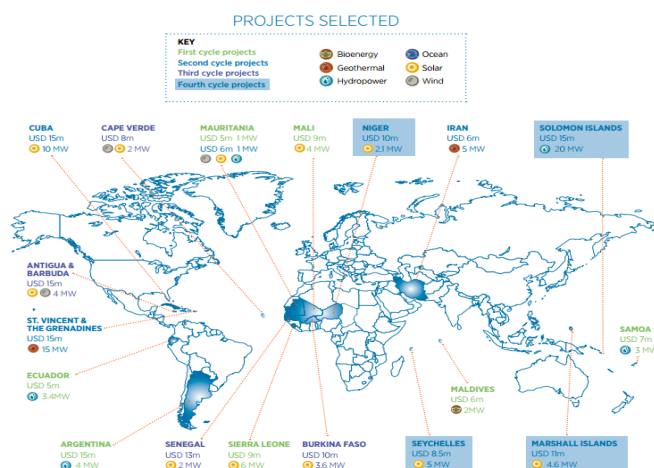 PROJECTS SELECTED
KEY
First cycle projects
Second cycle projects
Third cycle projects
Fourth cycle projects
Bioenergy
Geothermal
Hydropower
Ocean
Solar
Wind
CUBA
USD 15m
10 MW
CAPE VERDE
USD 8m
2 MW
MAURITANIA
USD 5m 1 MW
USD 6m 1 MW
MALI
USD 9m
4 MW
NIGER
USD 10m
2.1 MW
IRAN
USD 6m
5 MW
SOLOMON ISLANDS
USD 15m
20 MW
ANTIGUA &
BARBUDA
USD 15m
4 MW
ST. VINCENT &
THE GRENADINES
USD 15m
15 MW
ECUADOR
USD 5m
3.4MW
ARGENTINA
USD 15m
4 MW
SENEGAL
USD 13m
2 MW
SIERRA LEONE
USD 9m
6 MW
BURKINA FASO
USD 10m
3.6 MW
SEYCHELLES
USD 8.5m
5 MW
MALDIVES
USD 6m
2MW
MARSHALL ISLANDS
USD 11m
4.6 MW
SAMOA
USD 7m
3 MW